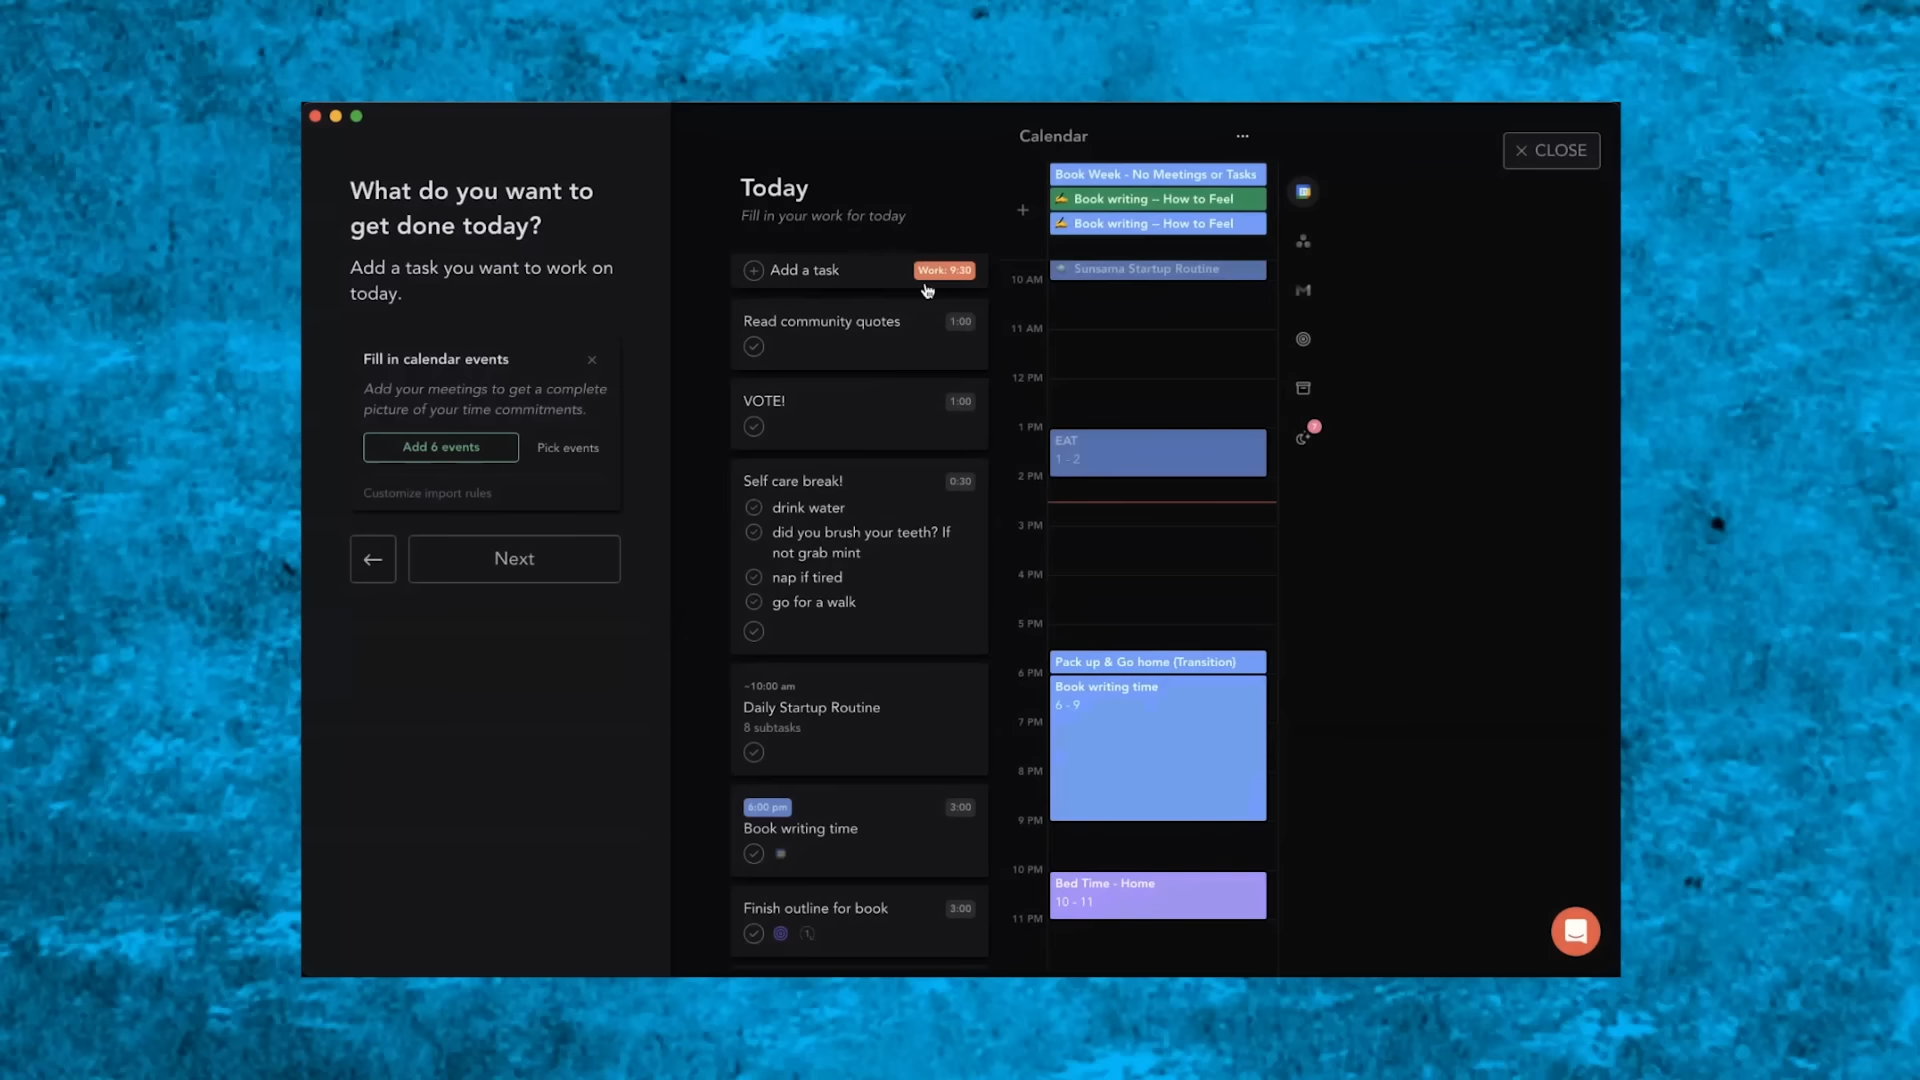 What do you want to
get done today?
Add a task you want to work on
today.
Fill in calendar events
Add your meetings to get a complete
picture of your time commitments.
Add 6 events
Pick events
Customize import rules
Next
Today
Fill in your work for today
Add a task
Work: 9:30
Read community quotes
1:00
VOTE!
1:00
Self care break!
0:30
drink water
did you brush your teeth? If
not grab mint
nap if tired
go for a walk
~10:00 am
Daily Startup Routine
8 subtasks
6:00 pm
3:00
Book writing time
Finish outline for book
3:00
Calendar
Book Week - No Meetings or Tasks
✍️ Book writing -- How to Feel
✍️ Book writing -- How to Feel
Sunsama Startup Routine
10 AM
11 AM
12 PM
1 PM
EAT
1 - 2
2 PM
3 PM
4 PM
5 PM
Pack up & Go home (Transition)
6 PM
Book writing time
6 - 9
7 PM
8 PM
9 PM
10 PM
Bed Time - Home
10 - 11
11 PM
CLOSE